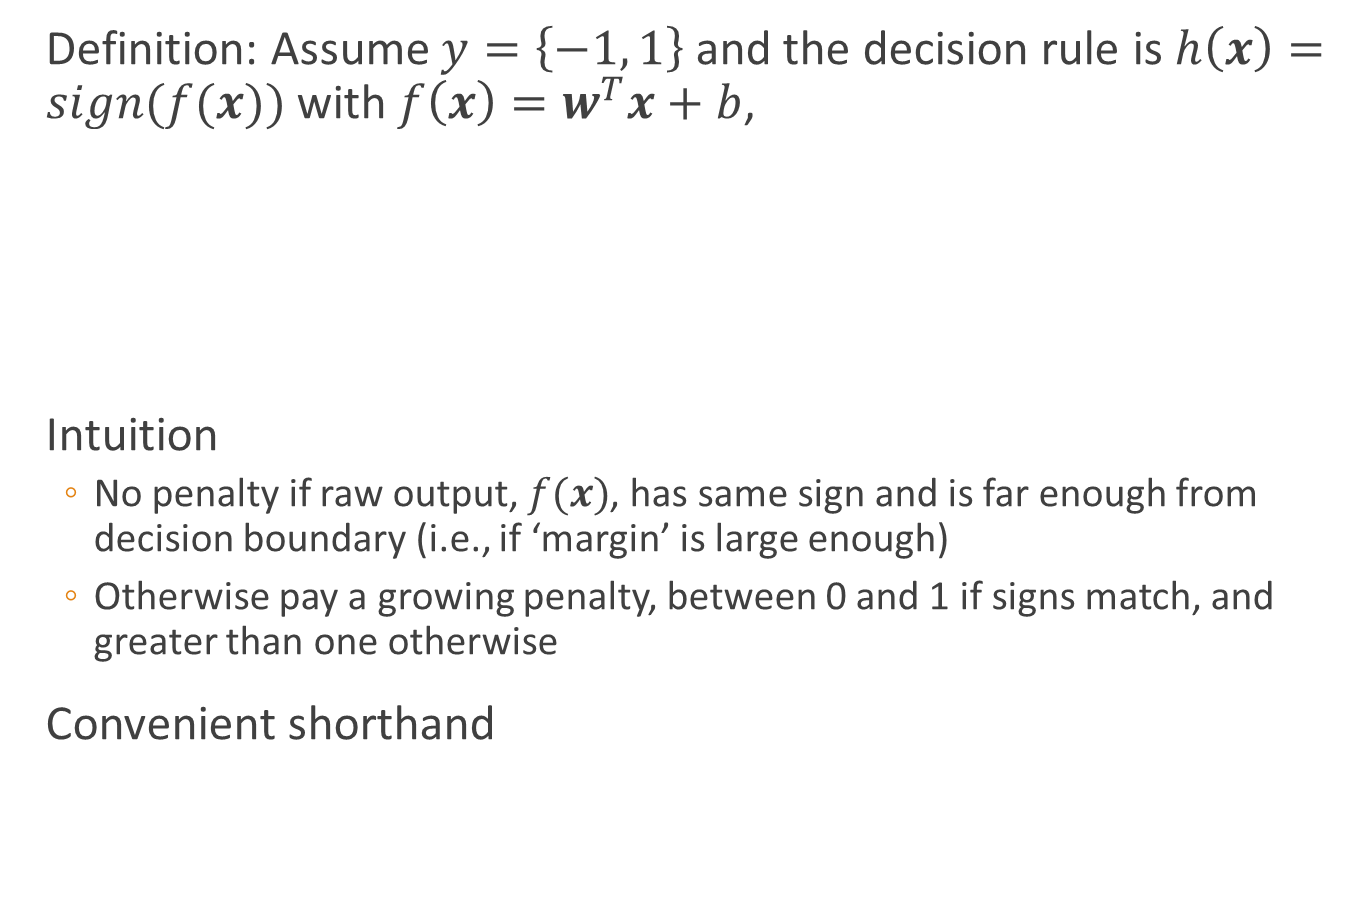 Definition: Assume y = {−1, 1} and the decision rule is h(x) =
sign(f(x)) with f(x) = wᵀx + b,
Intuition
◦ No penalty if raw output, f(x), has same sign and is far enough from
decision boundary (i.e., if ‘margin’ is large enough)
◦ Otherwise pay a growing penalty, between 0 and 1 if signs match, and
greater than one otherwise
Convenient shorthand